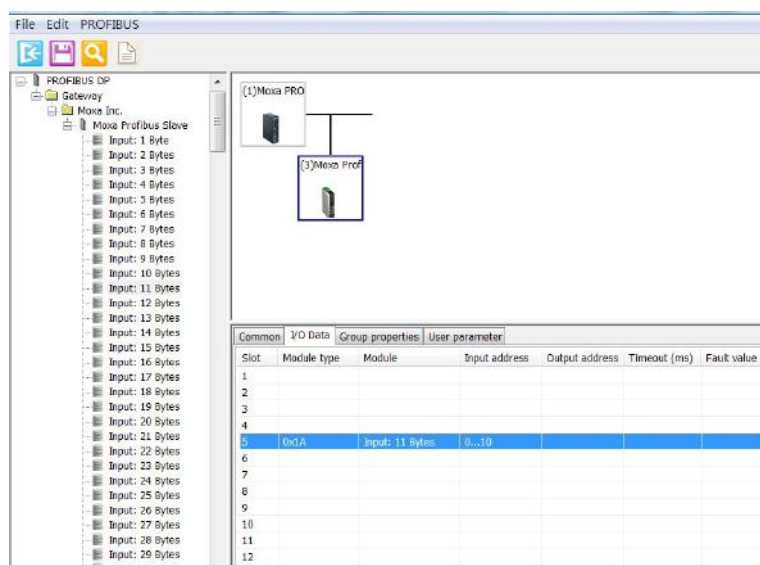 File Edit PROFIBUS
PROFIBUS DP
Gateway
Moxa Inc.
Moxa Profibus Slave
Input: 1 Byte
Input: 2 Bytes
Input: 3 Bytes
Input: 4 Bytes
Input: 5 Bytes
Input: 6 Bytes
Input: 7 Bytes
Input: 8 Bytes
Input: 9 Bytes
Input: 10 Bytes
Input: 11 Bytes
Input: 12 Bytes
Input: 13 Bytes
Input: 14 Bytes
Input: 15 Bytes
Input: 16 Bytes
Input: 17 Bytes
Input: 18 Bytes
Input: 19 Bytes
Input: 20 Bytes
Input: 21 Bytes
Input: 22 Bytes
Input: 23 Bytes
Input: 24 Bytes
Input: 25 Bytes
Input: 26 Bytes
Input: 27 Bytes
Input: 28 Bytes
Input: 29 Bytes
(1)Moxa PRO
(3)Moxa Prof
Common I/O Data Group properties User parameter
Slot Module type Module Input address Output address Timeout (ms) Fault value
1
2
3
4
5 0x1A Input: 11 Bytes 0...10
6
7
8
9
10
11
12